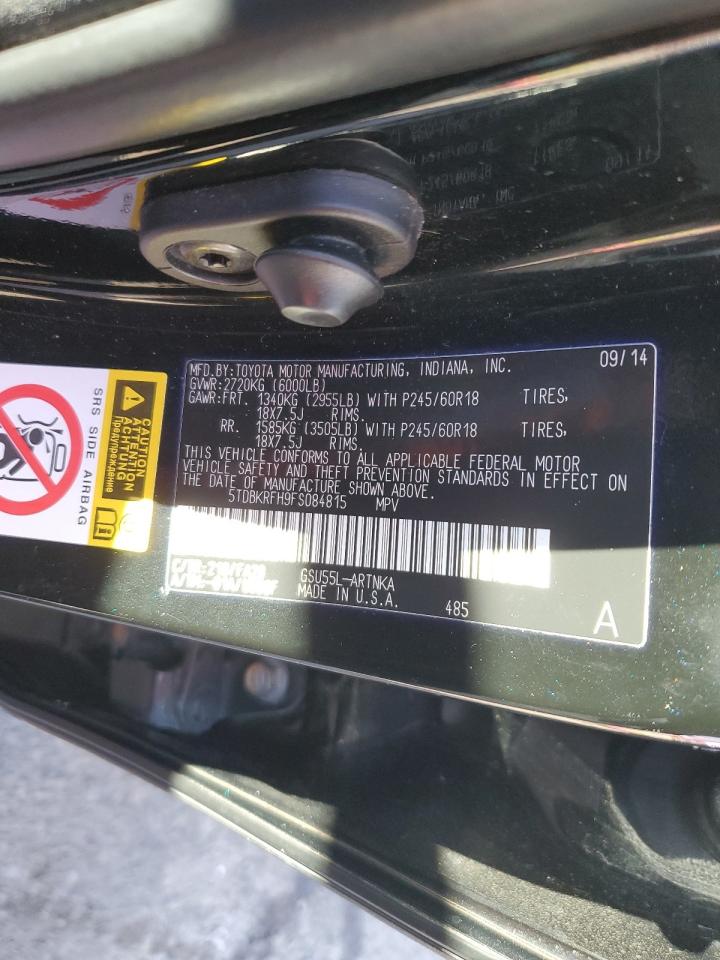 MFD.BY:TOYOTA MOTOR MANUFACTURING, INDIANA, INC. 09/14
GVWR:2720KG (6000LB)
GAWR:FRT. 1340KG (2955LB) WITH P245/60R18 TIRES,
18X7.5J RIMS.
RR. 1585KG (3505LB) WITH P245/60R18 TIRES,
18X7.5J RIMS.
THIS VEHICLE CONFORMS TO ALL APPLICABLE FEDERAL MOTOR
VEHICLE SAFETY AND THEFT PREVENTION STANDARDS IN EFFECT ON
THE DATE OF MANUFACTURE SHOWN ABOVE.
5TDBKRFH9FS084815 MPV
GSU55L-ARTNKA
MADE IN U.S.A. 485
A
CAUTION
ATTENTION
ACHTUNG
Предупреждение
SRS SIDE AIRBAG